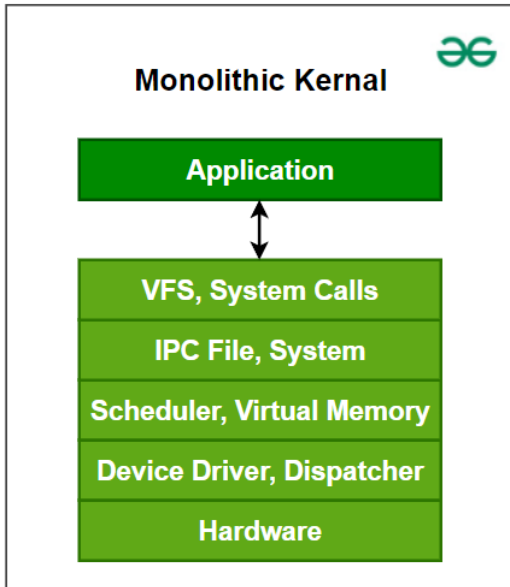 Monolithic Kernal
Application
VFS, System Calls
IPC File, System
Scheduler, Virtual Memory
Device Driver, Dispatcher
Hardware